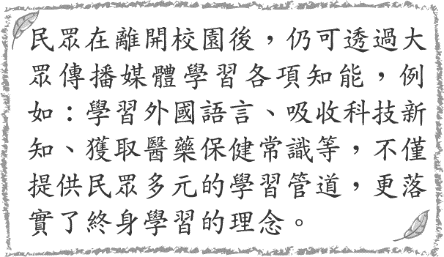 民眾在離開校園後，仍可透過大
眾傳播媒體學習各項知能，例
如：學習外國語言、吸收科技新
知、獲取醫藥保健常識等，不僅
提供民眾多元的學習管道，更落
實了終身學習的理念。